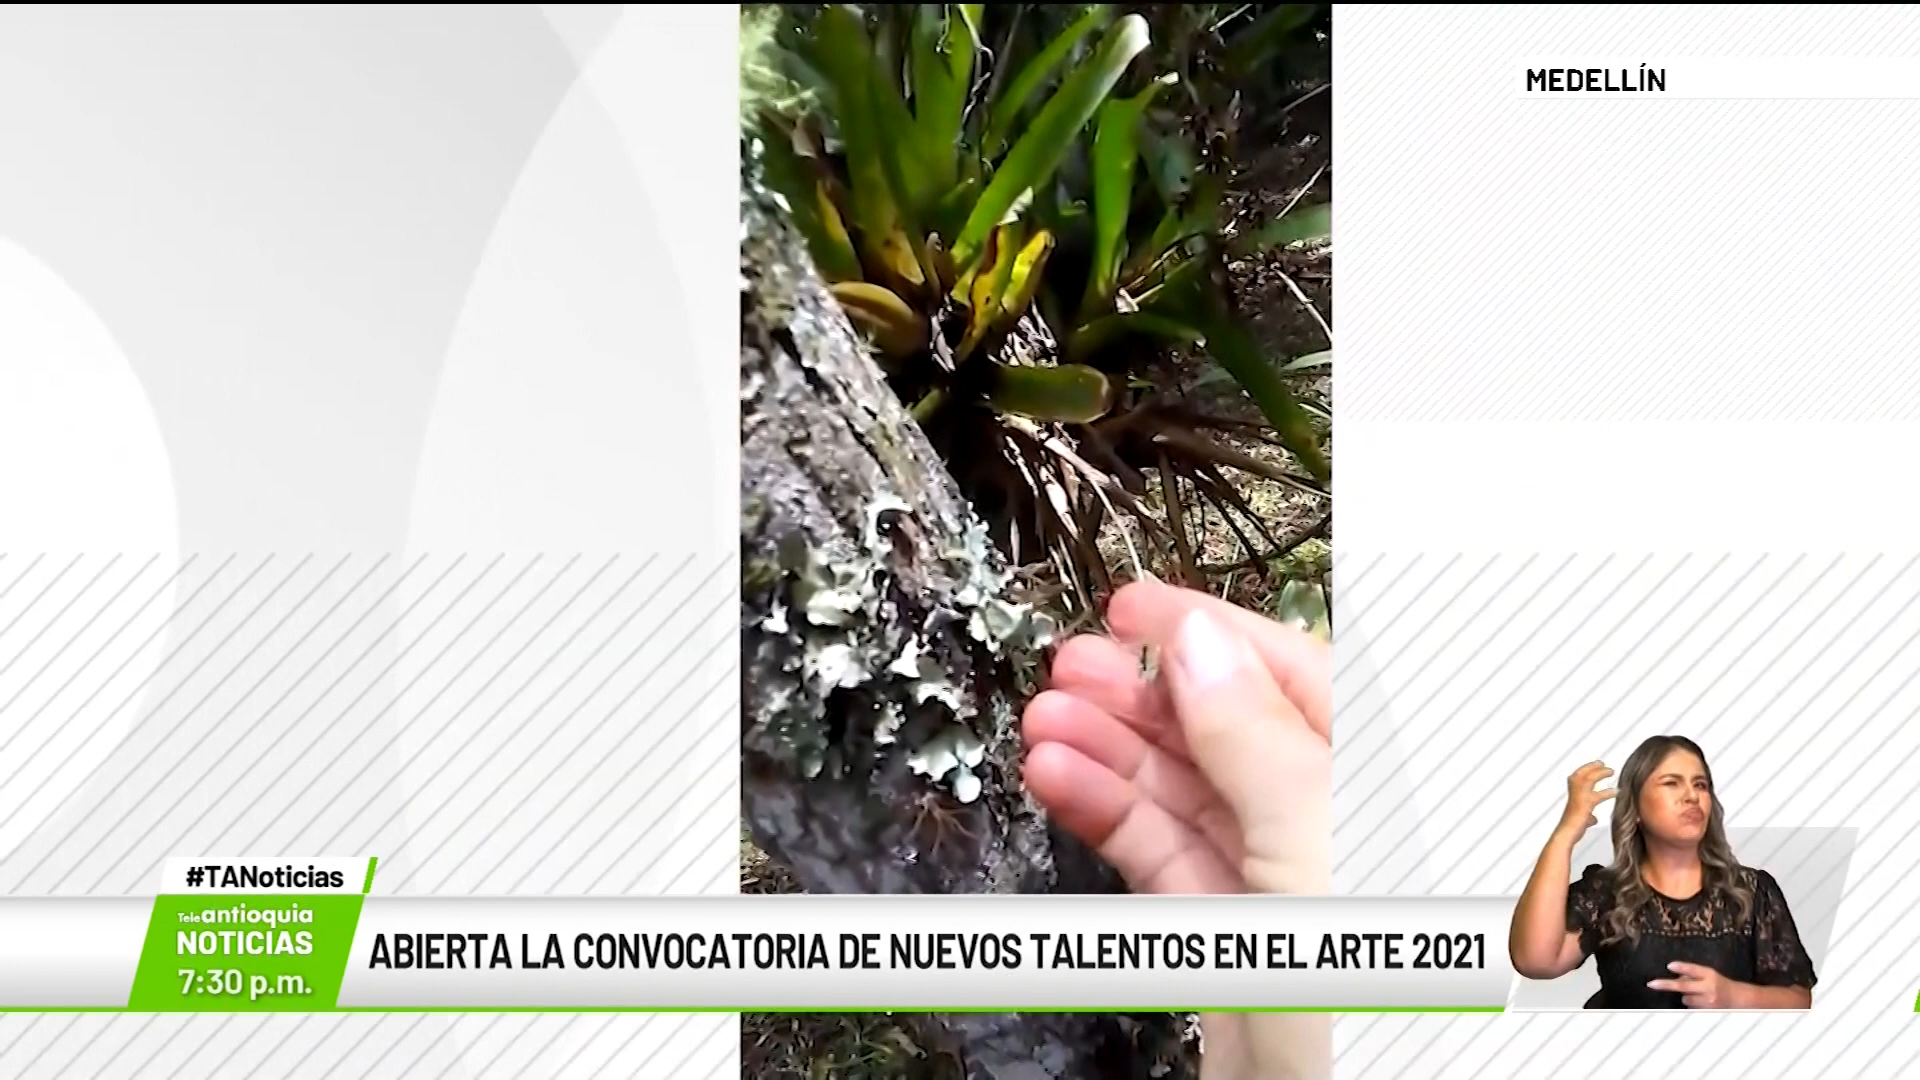 MEDELLÍN
#TANoticias
Teleantioquia
NOTICIAS
7:30 p.m.
ABIERTA LA CONVOCATORIA DE NUEVOS TALENTOS EN EL ARTE 2021